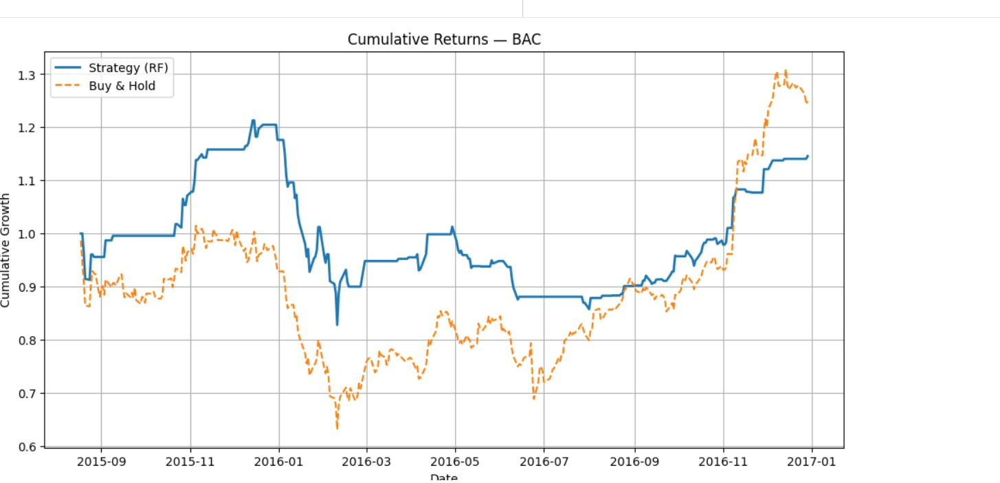 Cumulative Returns — BAC
Strategy (RF)
Buy & Hold
Cumulative Growth
1.3
1.2
1.1
1.0
0.9
0.8
0.7
0.6
2015-09 2015-11 2016-01 2016-03 2016-05 2016-07 2016-09 2016-11 2017-01
Date